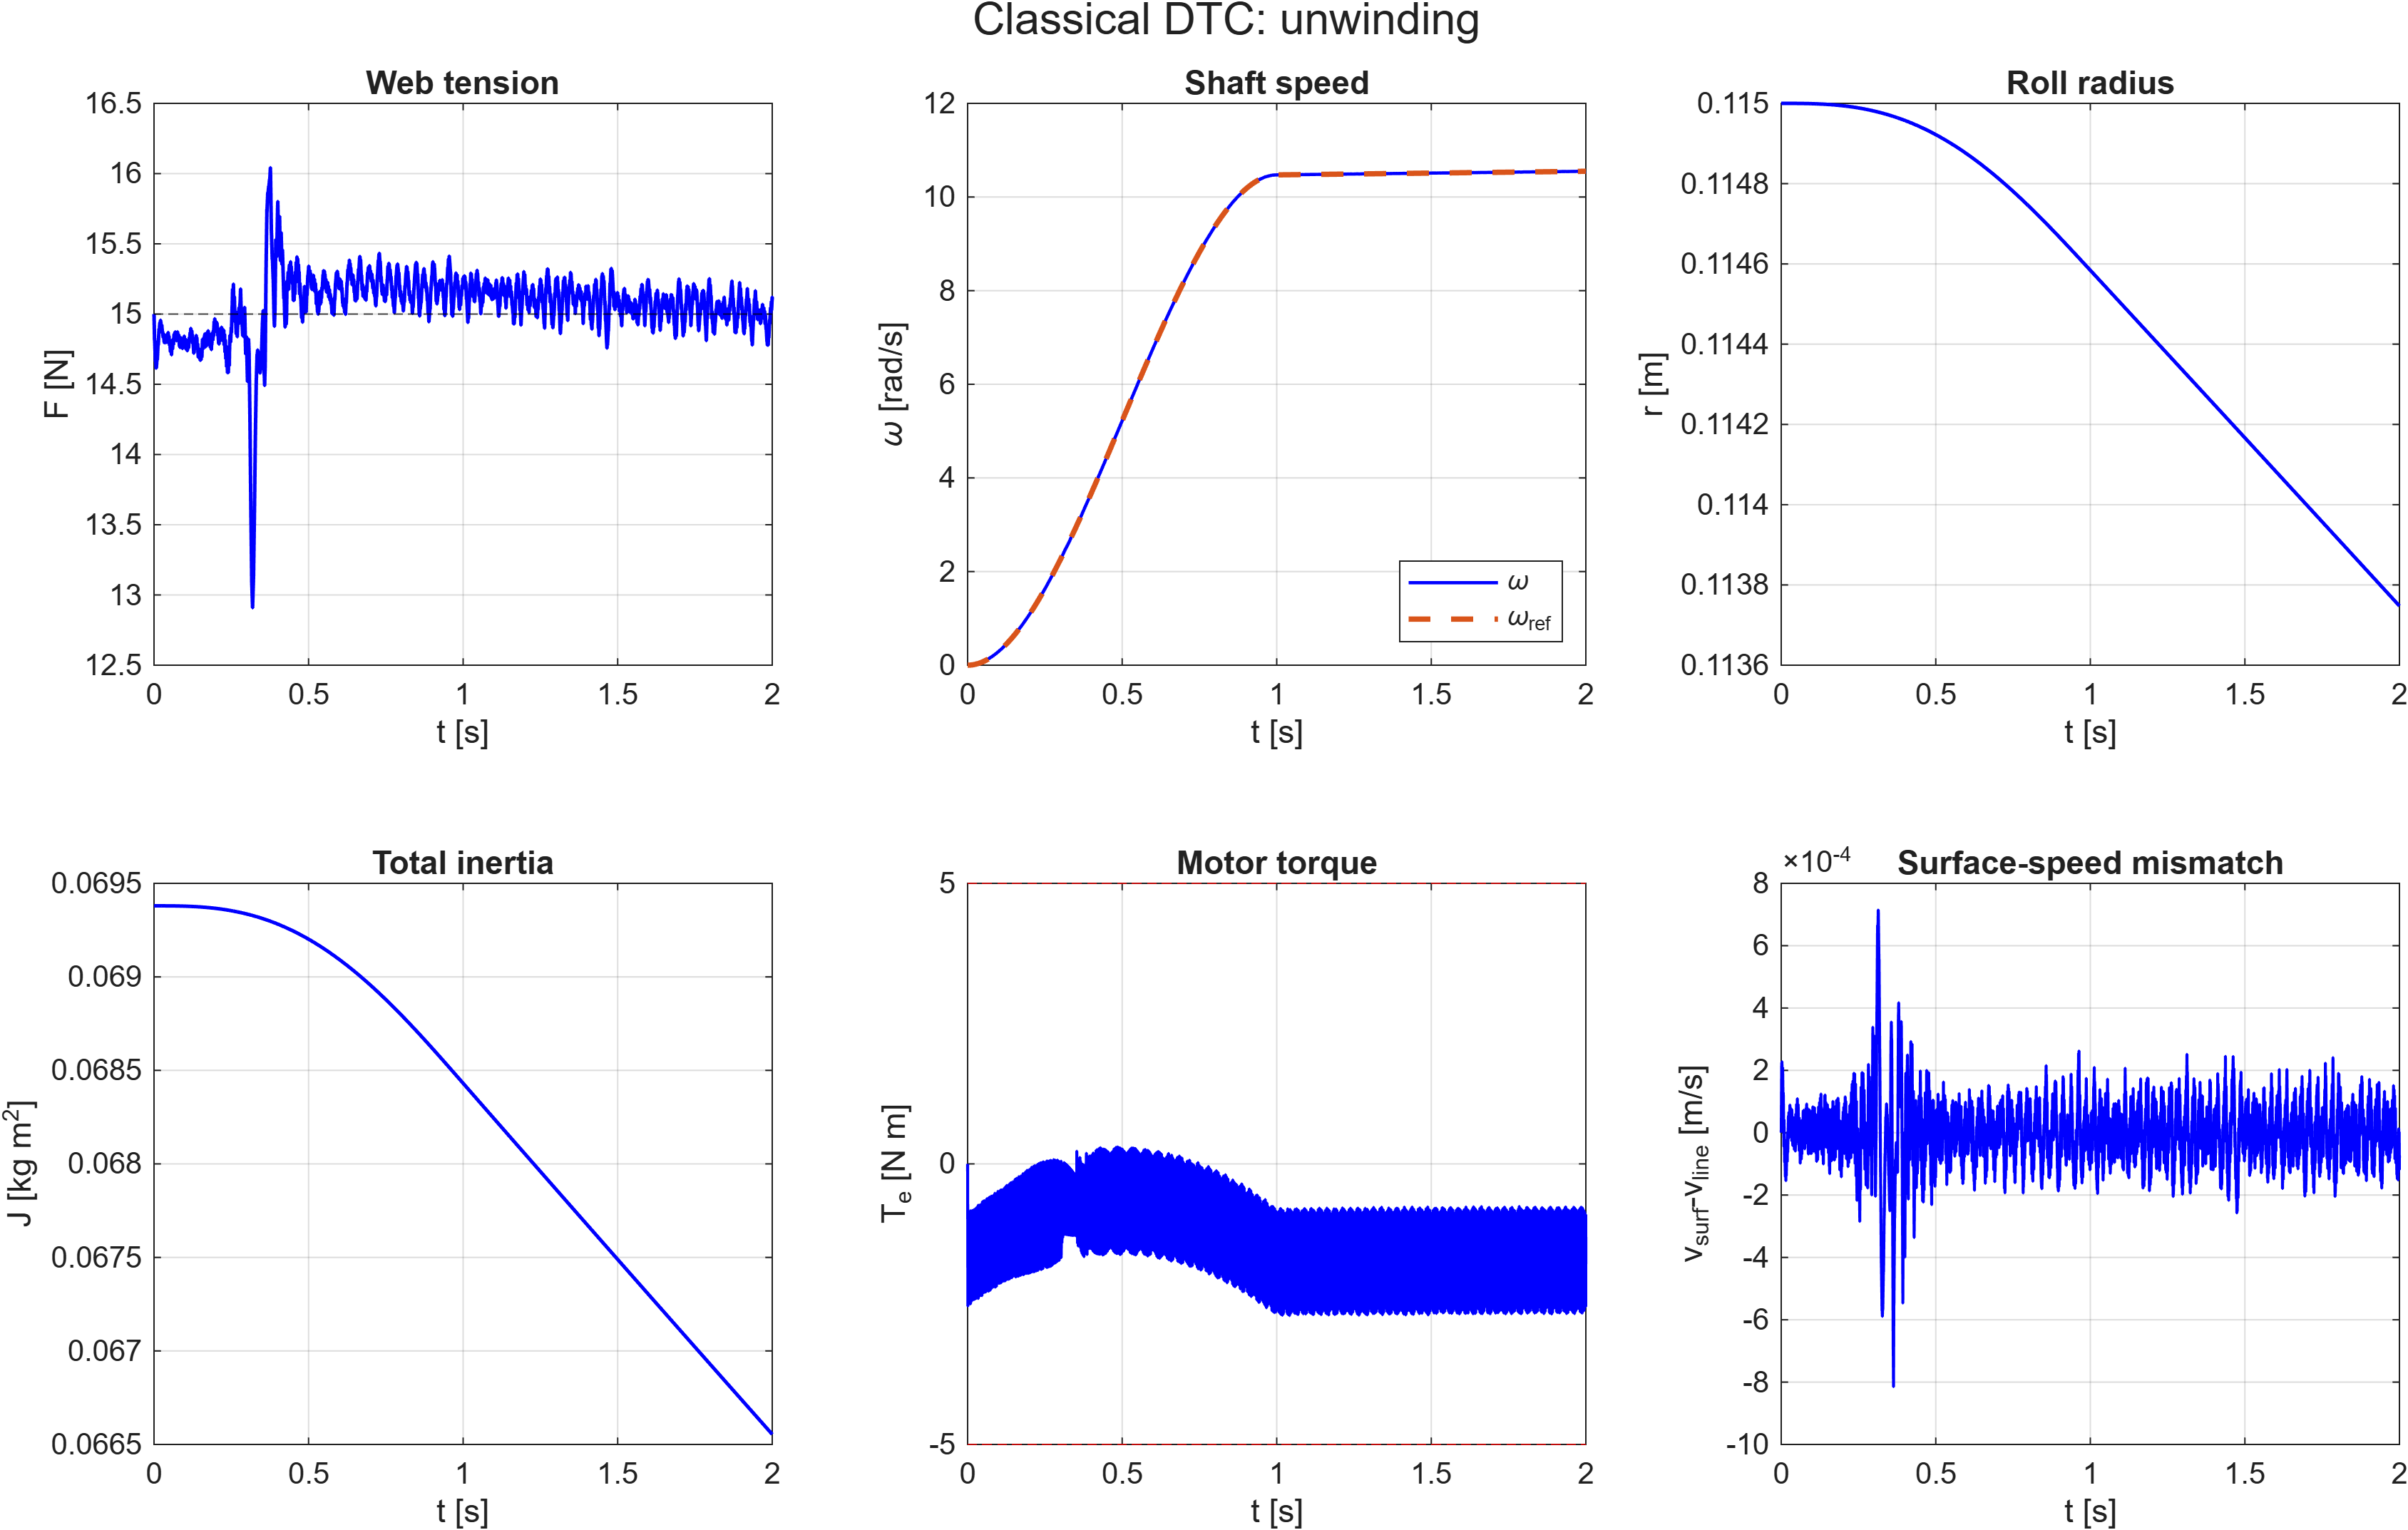 Classical DTC: unwinding
Web tension
16.5
16
15.5
15
14.5
14
13.5
13
12.5
F [N]
0 0.5 1 1.5 2
t [s]
Shaft speed
12
10
8
6
4
2
0
ω [rad/s]
ω
ω_ref
0 0.5 1 1.5 2
t [s]
Roll radius
0.115
0.1148
0.1146
0.1144
0.1142
0.114
0.1138
0.1136
r [m]
0 0.5 1 1.5 2
t [s]
Total inertia
0.0695
0.069
0.0685
0.068
0.0675
0.067
0.0665
J [kg m²]
0 0.5 1 1.5 2
t [s]
Motor torque
5
0
-5
T_e [N m]
0 0.5 1 1.5 2
t [s]
×10⁻⁴ Surface-speed mismatch
8
6
4
2
0
-2
-4
-6
-8
-10
v_surf-v_line [m/s]
0 0.5 1 1.5 2
t [s]